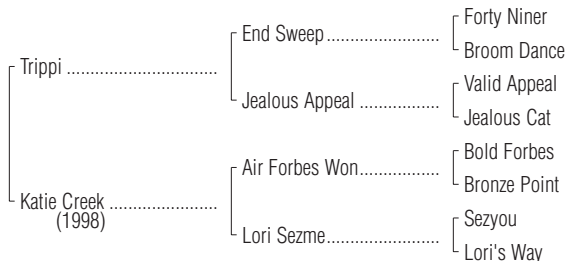 Forty Niner
End Sweep ........................
Broom Dance
Trippi ................................
Valid Appeal
Jealous Appeal .................
Jealous Cat
Bold Forbes
Air Forbes Won.................
Bronze Point
Katie Creek .......................
(1998)
Sezyou
Lori Sezme........................
Lori's Way